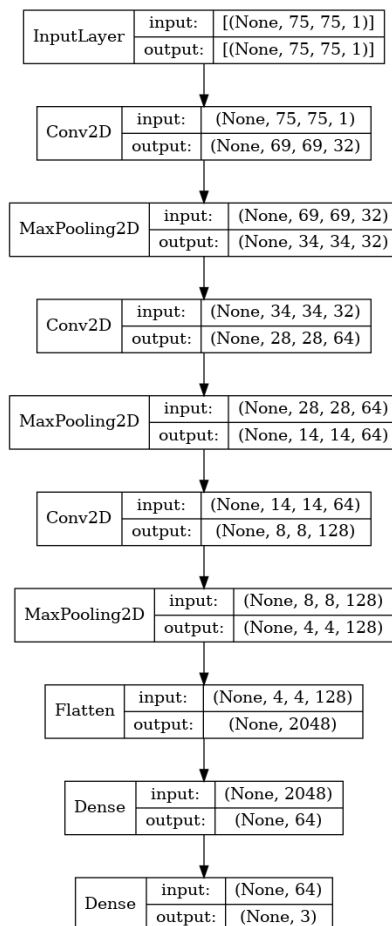 InputLayer input: [(None, 75, 75, 1)]
output: [(None, 75, 75, 1)]
Conv2D input: (None, 75, 75, 1)
output: (None, 69, 69, 32)
MaxPooling2D input: (None, 69, 69, 32)
output: (None, 34, 34, 32)
Conv2D input: (None, 34, 34, 32)
output: (None, 28, 28, 64)
MaxPooling2D input: (None, 28, 28, 64)
output: (None, 14, 14, 64)
Conv2D input: (None, 14, 14, 64)
output: (None, 8, 8, 128)
MaxPooling2D input: (None, 8, 8, 128)
output: (None, 4, 4, 128)
Flatten input: (None, 4, 4, 128)
output: (None, 2048)
Dense input: (None, 2048)
output: (None, 64)
Dense input: (None, 64)
output: (None, 3)